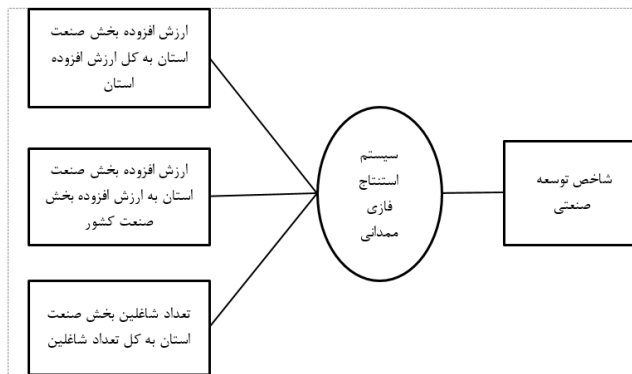 ارزش افزوده بخش صنعت
استان به کل ارزش افزوده
استان
ارزش افزوده بخش صنعت
استان به ارزش افزوده بخش
صنعت کشور
تعداد شاغلین بخش صنعت
استان به کل تعداد شاغلین
سیستم
استنتاج
فازی
ممدانی
شاخص توسعه
صنعتی